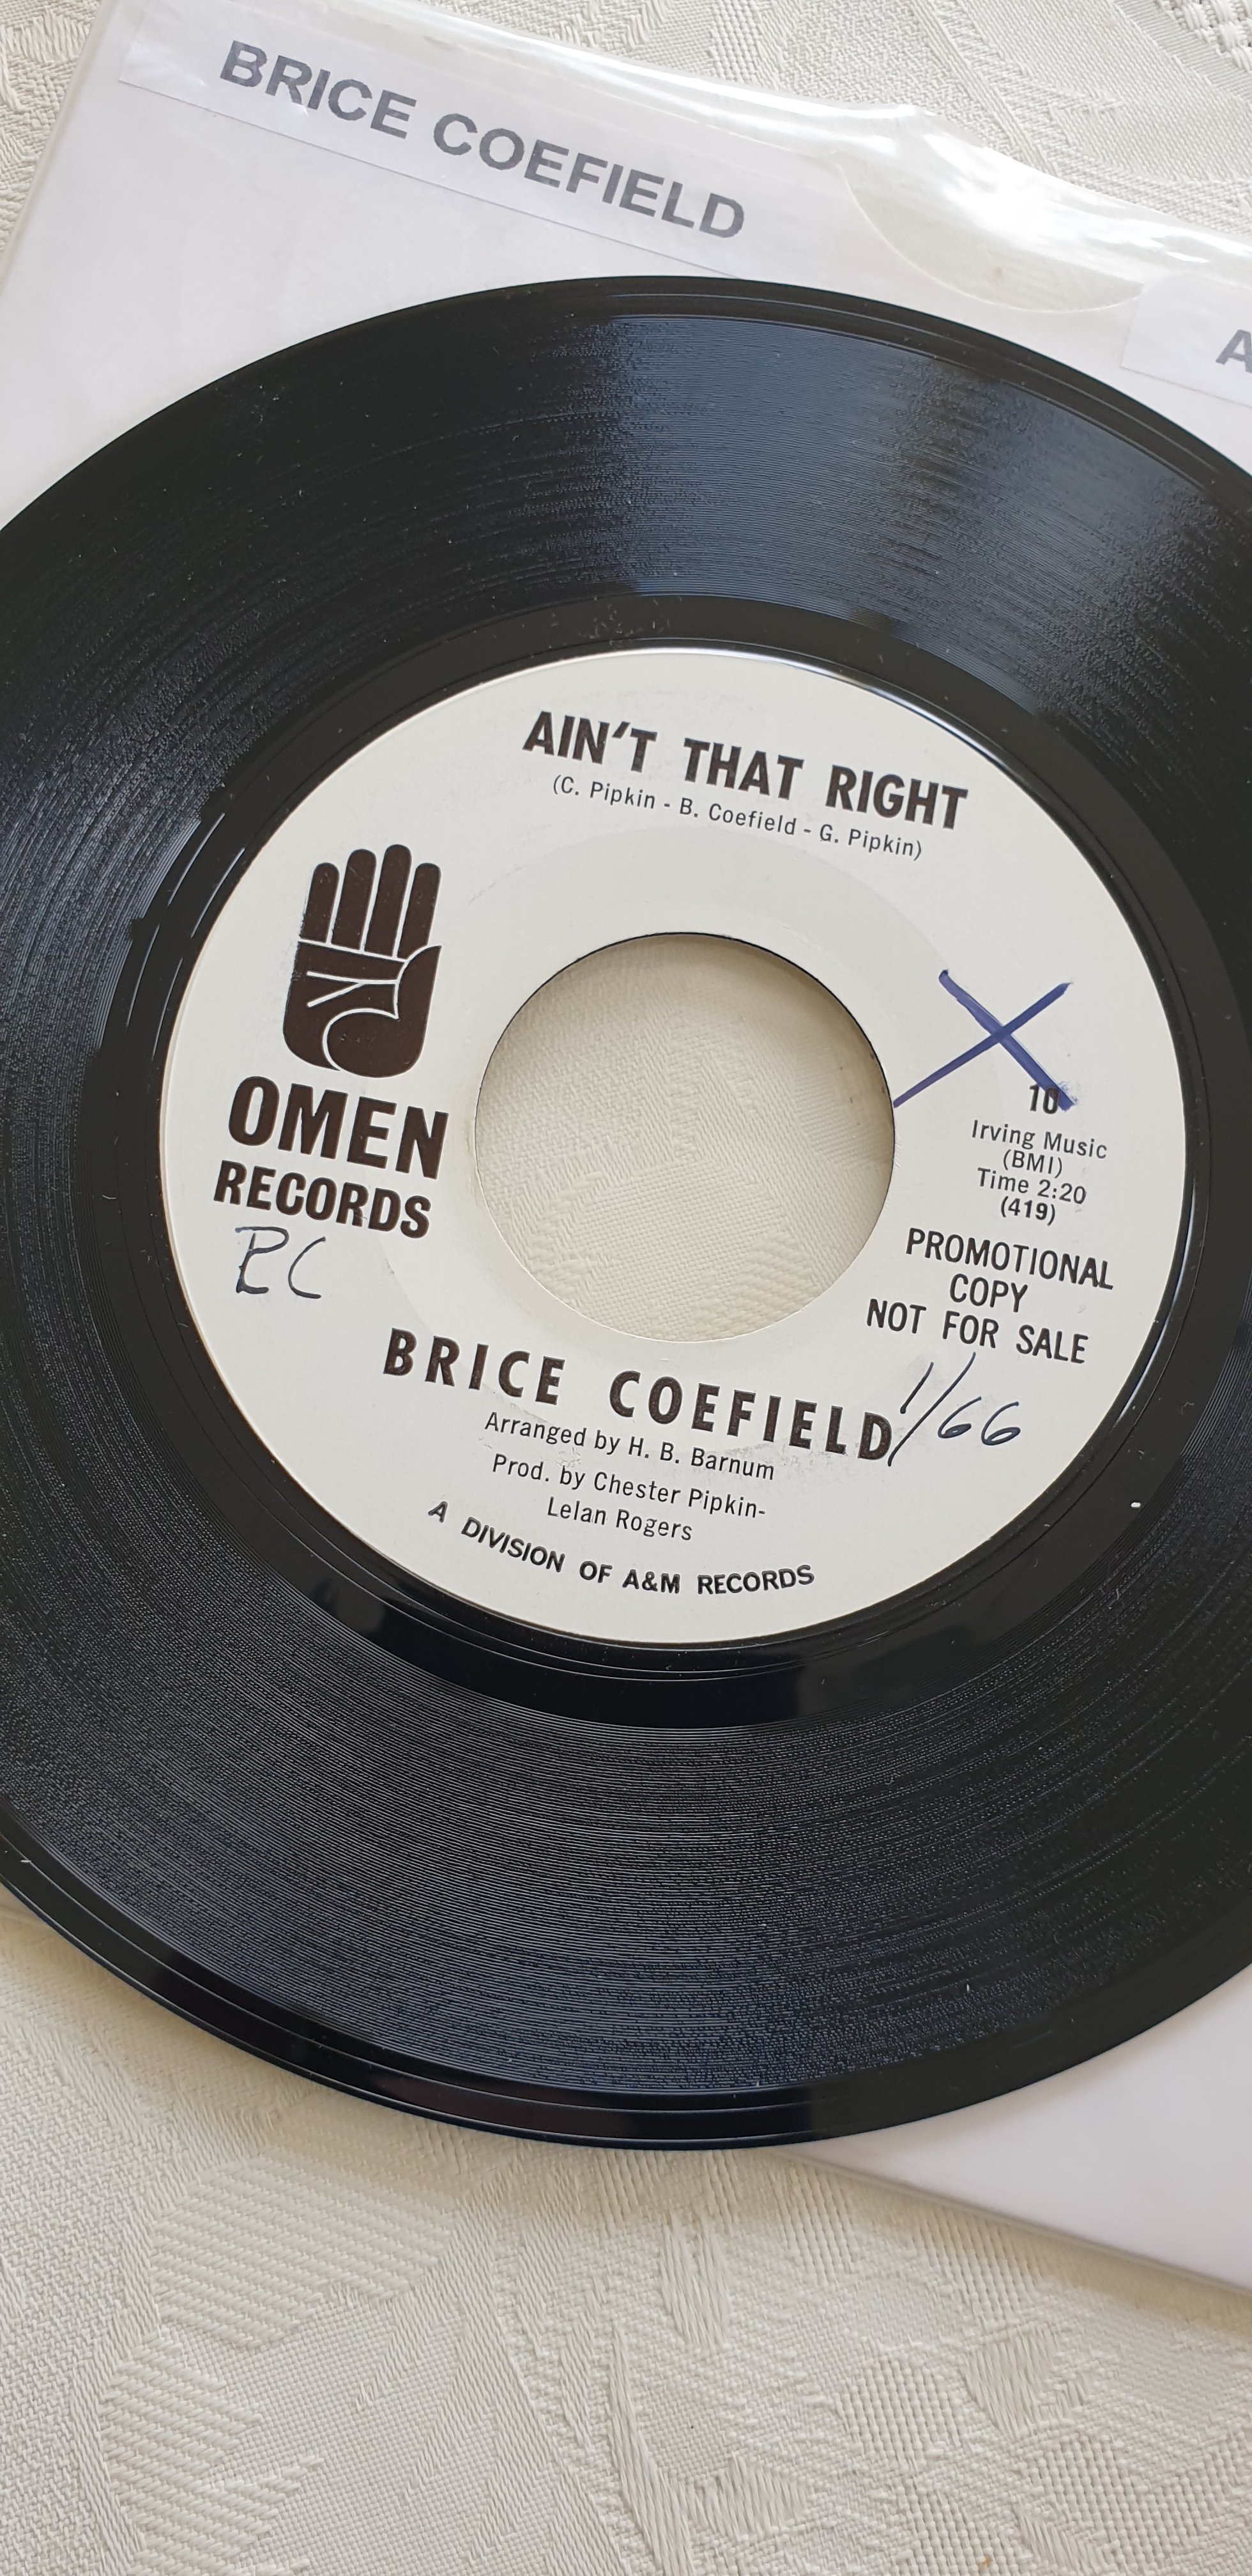 BRICE COEFIELD
A
AIN'T THAT RIGHT
(C. Pipkin - B. Coefield - G. Pipkin)
OMEN
RECORDS
10
Irving Music
(BMI)
Time 2:20
(419)
PROMOTIONAL
COPY
NOT FOR SALE
1/66
BRICE COEFIELD
Arranged by H. B. Barnum
Prod. by Chester Pipkin-
Lelan Rogers
A DIVISION OF A&M RECORDS